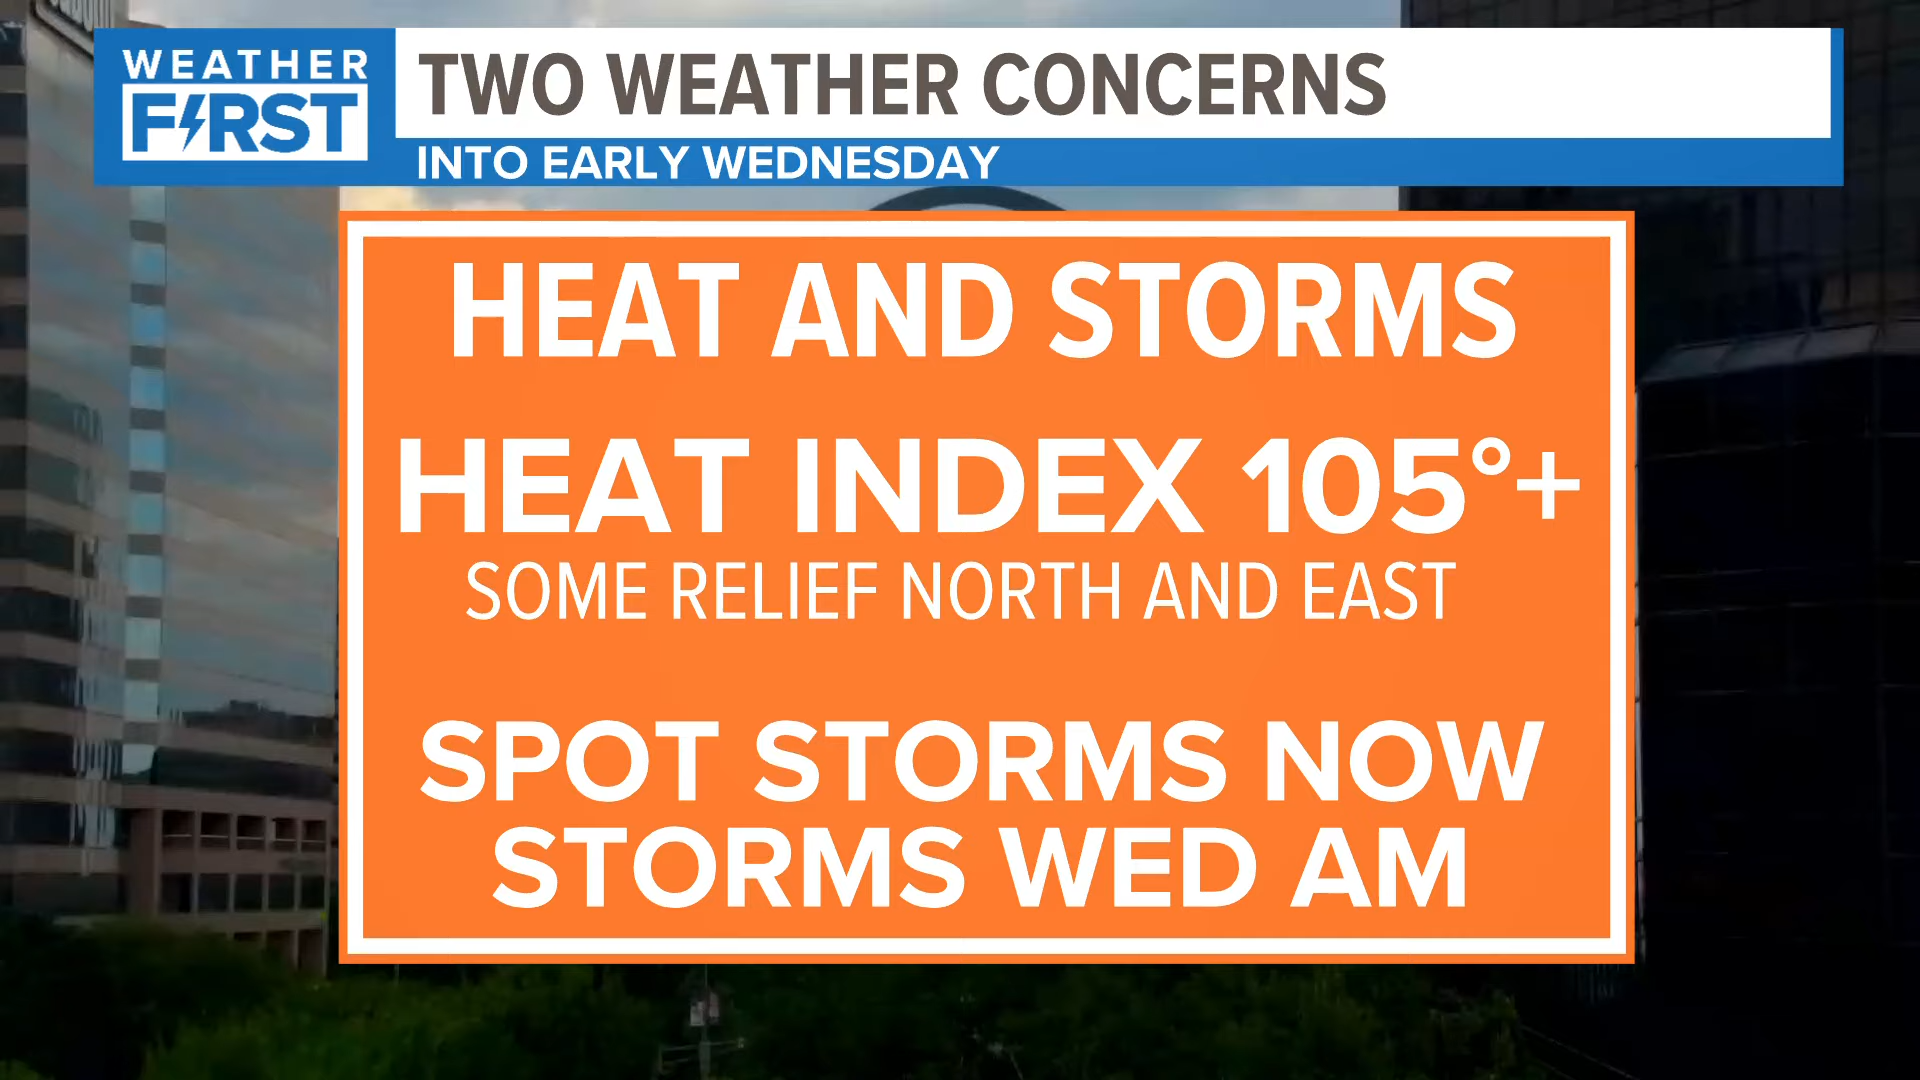 WEATHER
FIRST
TWO WEATHER CONCERNS
INTO EARLY WEDNESDAY
HEAT AND STORMS
HEAT INDEX 105°+
SOME RELIEF NORTH AND EAST
SPOT STORMS NOW
STORMS WED AM